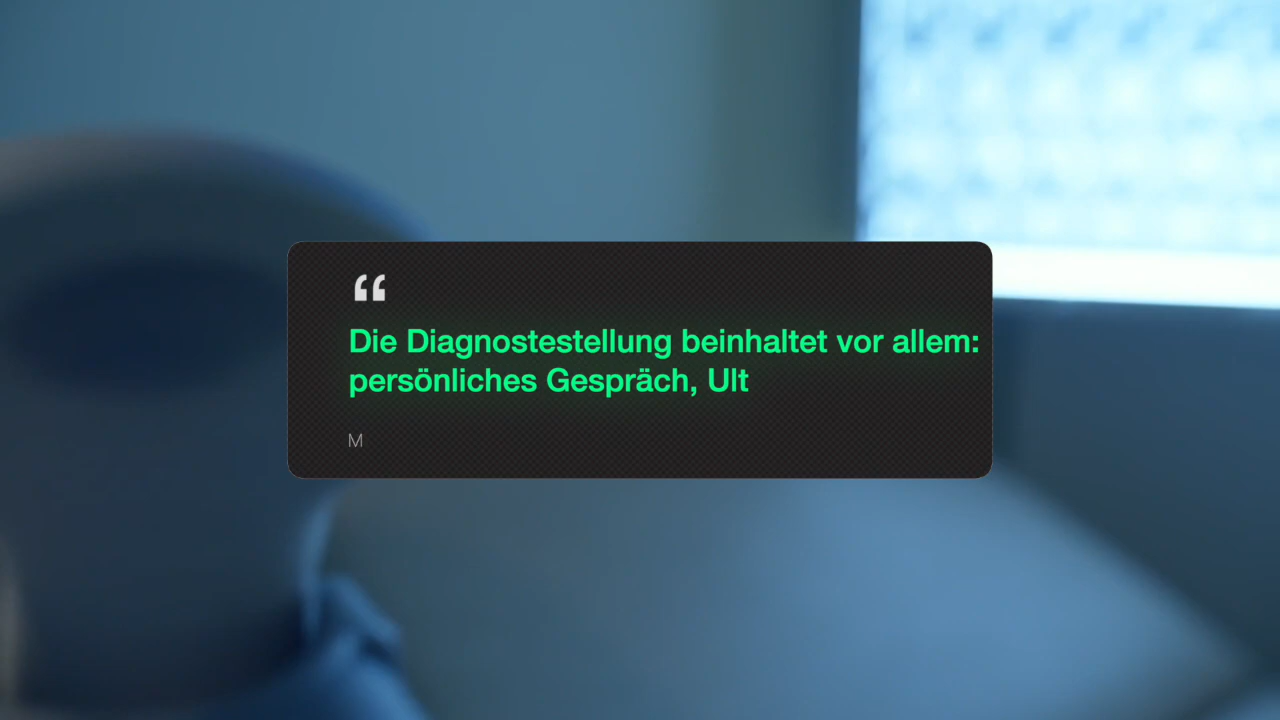 “
Die Diagnostestellung beinhaltet vor allem:
persönliches Gespräch, Ult
M